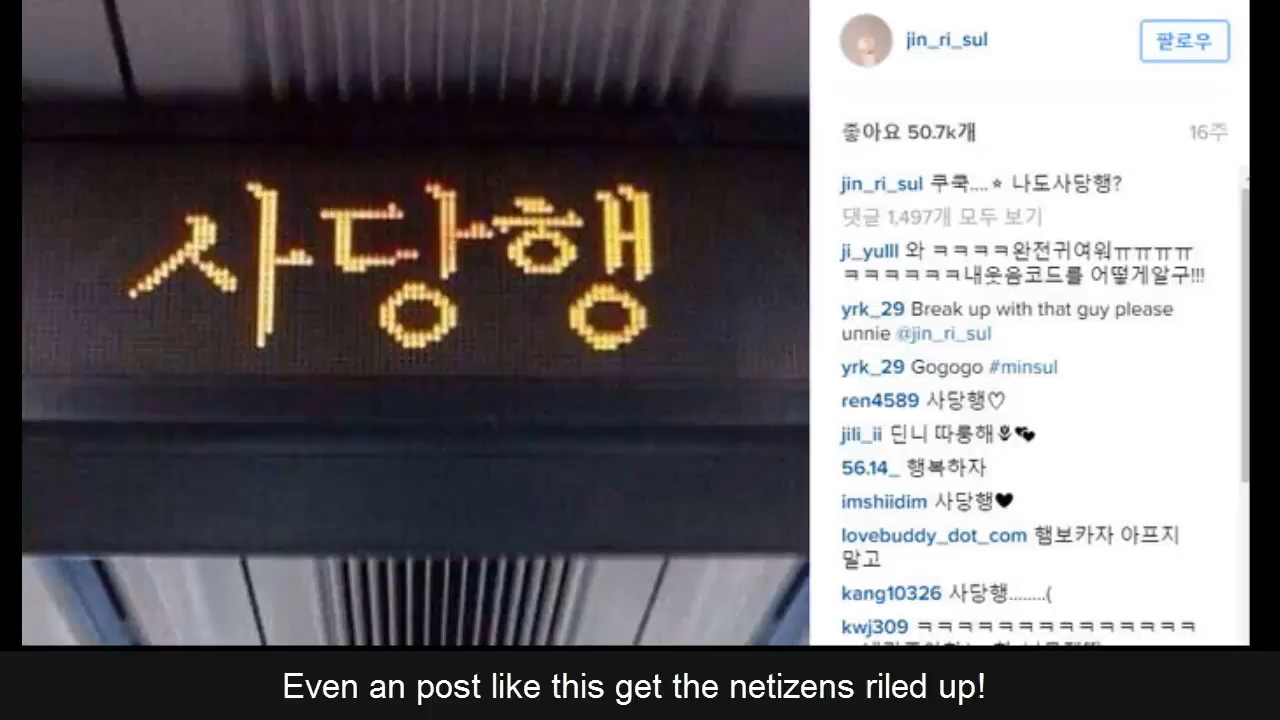 사당행
jin_ri_sul
팔로우
좋아요 50.7k개
16주
jin_ri_sul 쿠쿡....⭐ 나도사당행?
댓글 1,497개 모두 보기
ji_yulll 와 ㅋㅋㅋㅋ완전귀여워ㅠㅠㅠㅠ
ㅋㅋㅋㅋㅋㅋ내웃음코드를 어떻게알구!!!
yrk_29 Break up with that guy please
unnie @jin_ri_sul
yrk_29 Gogogo #minsul
ren4589 사당행♡
jili_ii 딘니 따룽해🌷💕
56.14_ 행복하자
imshiidim 사당행♥
lovebuddy_dot_com 햄보카자 아프지
말고
kang10326 사당행........(
kwj309 ㅋㅋㅋㅋㅋㅋㅋㅋㅋㅋㅋㅋㅋㅋ
Even an post like this get the netizens riled up!